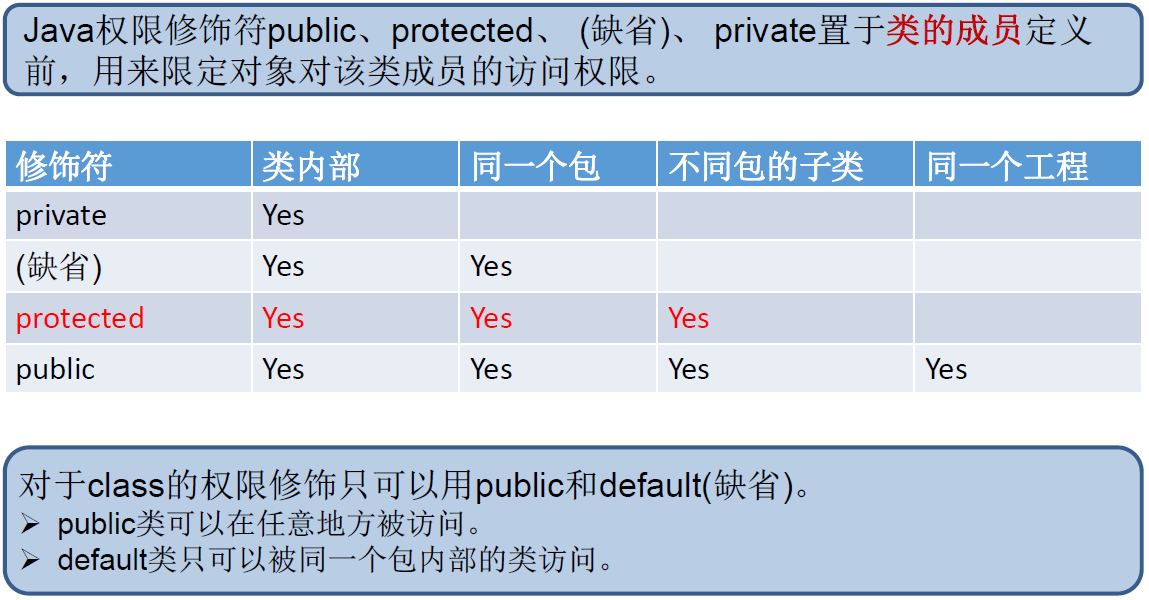 Java权限修饰符public、protected、 (缺省)、 private置于类的成员定义
前，用来限定对象对该类成员的访问权限。
修饰符 类内部 同一个包 不同包的子类 同一个工程
private Yes
(缺省) Yes Yes
protected Yes Yes Yes
public Yes Yes Yes Yes
对于class的权限修饰只可以用public和default(缺省)。
➢ public类可以在任意地方被访问。
➢ default类只可以被同一个包内部的类访问。